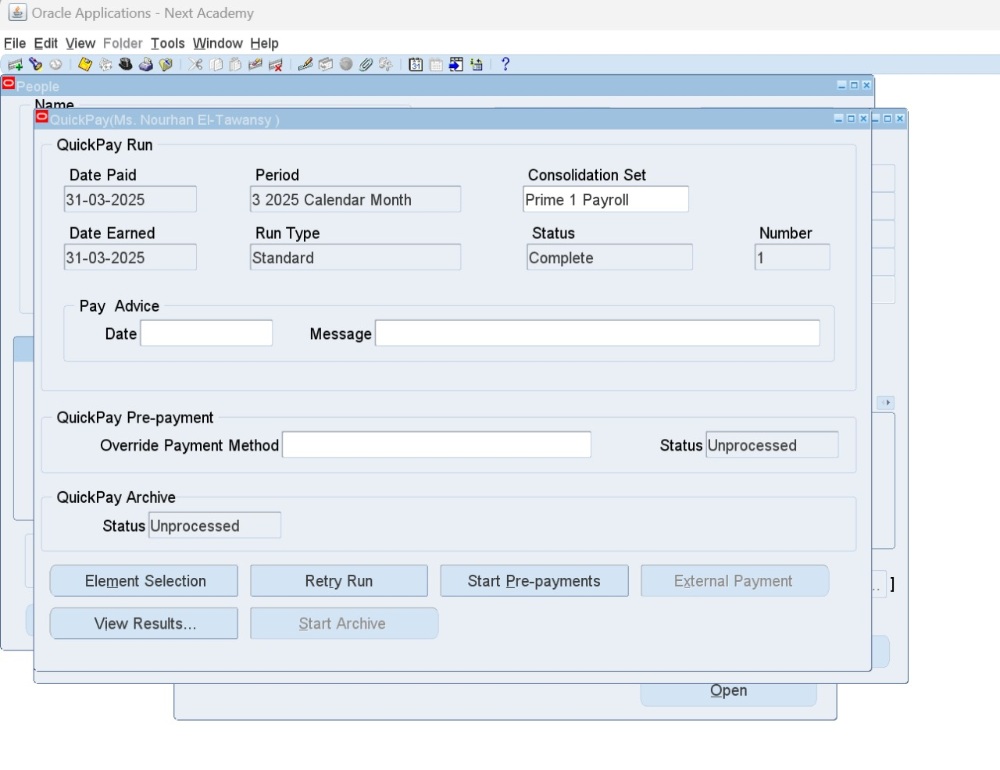 Oracle Applications - Next Academy
File Edit View Folder Tools Window Help
People
Name
QuickPay(Ms. Nourhan El-Tawansy )
QuickPay Run
Date Paid Period Consolidation Set
31-03-2025 3 2025 Calendar Month Prime 1 Payroll
Date Earned Run Type Status Number
31-03-2025 Standard Complete 1
Pay Advice
Date Message
QuickPay Pre-payment
Override Payment Method Status Unprocessed
QuickPay Archive
Status Unprocessed
Element Selection Retry Run Start Pre-payments External Payment
.. ]
View Results... Start Archive
Open